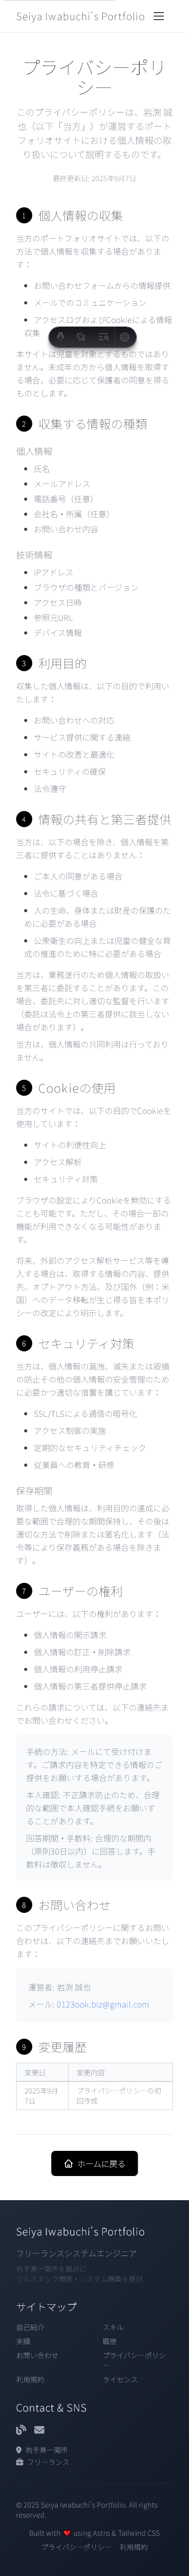 Seiya Iwabuchi's Portfolio
プライバシーポリ
シー
このプライバシーポリシーは、岩渕 誠
也（以下「当方」）が運営するポート
フォリオサイトにおける個人情報の取
り扱いについて説明するものです。
最終更新日: 2025年9月7日
1 個人情報の収集
当方のポートフォリオサイトでは、以下の
方法で個人情報を収集する場合がありま
す：
• お問い合わせフォームからの情報提供
• メールでのコミュニケーション
• アクセスログおよびCookieによる情報
収集
本サイトは児童を対象とするものではあり
ません。未成年の方から個人情報を取得す
る場合、必要に応じて保護者の同意を得る
ものとします。
2 収集する情報の種類
個人情報
• 氏名
• メールアドレス
• 電話番号（任意）
• 会社名・所属（任意）
• お問い合わせ内容
技術情報
• IPアドレス
• ブラウザの種類とバージョン
• アクセス日時
• 参照元URL
• デバイス情報
3 利用目的
収集した個人情報は、以下の目的で利用い
たします：
• お問い合わせへの対応
• サービス提供に関する連絡
• サイトの改善と最適化
• セキュリティの確保
• 法令遵守
4 情報の共有と第三者提供
当方は、以下の場合を除き、個人情報を第
三者に提供することはありません：
• ご本人の同意がある場合
• 法令に基づく場合
• 人の生命、身体または財産の保護のた
めに必要がある場合
• 公衆衛生の向上または児童の健全な育
成の推進のために特に必要がある場合
当方は、業務遂行のため個人情報の取扱い
を第三者に委託することがあります。この
場合、委託先に対し適切な監督を行います
（委託は法令上の第三者提供に該当しない
場合があります）。
当方は、個人情報の共同利用は行っており
ません。
5 Cookieの使用
当方のサイトでは、以下の目的でCookieを
使用しています：
• サイトの利便性向上
• アクセス解析
• セキュリティ対策
ブラウザの設定によりCookieを無効にする
ことも可能です。ただし、その場合一部の
機能が利用できなくなる可能性がありま
す。
将来、外部のアクセス解析サービス等を導
入する場合は、取得する情報の内容、提供
先、オプトアウト方法、及び国外（例：米
国）へのデータ移転が生じ得る旨を本ポリ
シーの改定により明示します。
6 セキュリティ対策
当方は、個人情報の漏洩、滅失または毀損
の防止その他の個人情報の安全管理のため
に必要かつ適切な措置を講じています：
• SSL/TLSによる通信の暗号化
• アクセス制御の実施
• 定期的なセキュリティチェック
• 従業員への教育・研修
保存期間
取得した個人情報は、利用目的の達成に必
要な範囲で合理的な期間保持し、その後は
適切な方法で削除または匿名化します（法
令等により保存義務がある場合を除きま
す）。
7 ユーザーの権利
ユーザーには、以下の権利があります：
• 個人情報の開示請求
• 個人情報の訂正・削除請求
• 個人情報の利用停止請求
• 個人情報の第三者提供停止請求
これらの請求については、以下の連絡先ま
でお問い合わせください。
手続の方法: メールにて受け付けま
す。ご請求内容を特定できる情報のご
提供をお願いする場合があります。
本人確認: 不正請求防止のため、合理
的な範囲で本人確認手続をお願いす
ることがあります。
回答期間・手数料: 合理的な期間内
（原則30日以内）に回答します。手
数料は徴収しません。
8 お問い合わせ
このプライバシーポリシーに関するお問い
合わせは、以下の連絡先までお願いいたし
ます：
運営者: 岩渕 誠也
メール: 0123ook.biz@gmail.com
9 変更履歴
変更日 変更内容
2025年9月 プライバシーポリシーの初
7日 回作成
ホームに戻る
Seiya Iwabuchi's Portfolio
フリーランスシステムエンジニア
岩手県一関市を拠点に
フルスタック開発・システム構築を提供
サイトマップ
自己紹介 スキル
実績 職歴
お問い合わせ プライバシーポリシ
ー
利用規約 ライセンス
Contact & SNS
岩手県一関市
フリーランス
© 2025 Seiya Iwabuchi's Portfolio. All rights
reserved.
Built with ❤ using Astro & Tailwind CSS
プライバシーポリシー 利用規約